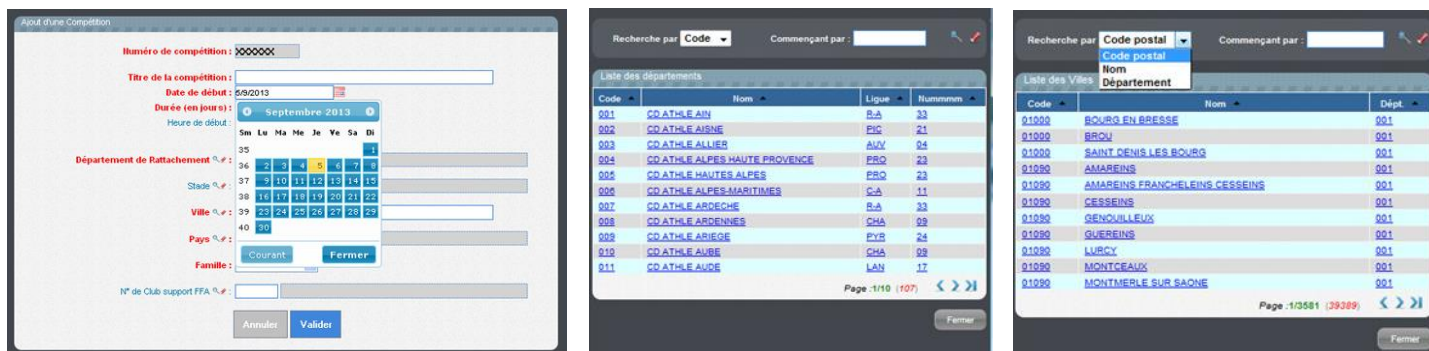 Ajout d'une Compétition
Numéro de compétition : XXXXXX
Titre de la compétition :
Date de début : 5/9/2013
Durée (en jours) :
Heure de début :
Septembre 2013
Sm Lu Ma Me Je Ve Sa Di
35 1
36 2 3 4 5 6 7 8
37 9 10 11 12 13 14 15
38 16 17 18 19 20 21 22
39 23 24 25 26 27 28 29
40 30
Courant Fermer
Département de Rattachement :
Stade :
Ville :
Pays :
Famille :
N° de Club support FFA :
Annuler Valider
Recherche par Code Commençant par :
Liste des départements
Code Nom Ligue Nummmm
001 CD ATHLE AIN R-A 33
002 CD ATHLE AISNE PIC 21
003 CD ATHLE ALLIER AUV 04
004 CD ATHLE ALPES HAUTE PROVENCE PRO 23
005 CD ATHLE HAUTES ALPES PRO 23
006 CD ATHLE ALPES-MARITIMES C-A 11
007 CD ATHLE ARDECHE R-A 33
008 CD ATHLE ARDENNES CHA 09
009 CD ATHLE ARIEGE PYR 24
010 CD ATHLE AUBE CHA 09
011 CD ATHLE AUDE LAN 17
Page :1/10 (107)
Fermer
Recherche par Code postal Commençant par :
Code postal
Nom
Département
Liste des Villes
Code Nom Dépt.
01000 BOURG EN BRESSE 001
01000 BROU 001
01000 SAINT DENIS LES BOURG 001
01090 AMAREINS 001
01090 AMAREINS FRANCHELEINS CESSEINS 001
01090 CESSEINS 001
01090 GENOUILLEUX 001
01090 GUEREINS 001
01090 LURCY 001
01090 MONTCEAUX 001
01090 MONTMERLE SUR SAONE 001
Page :1/3581 (39389)
Fermer